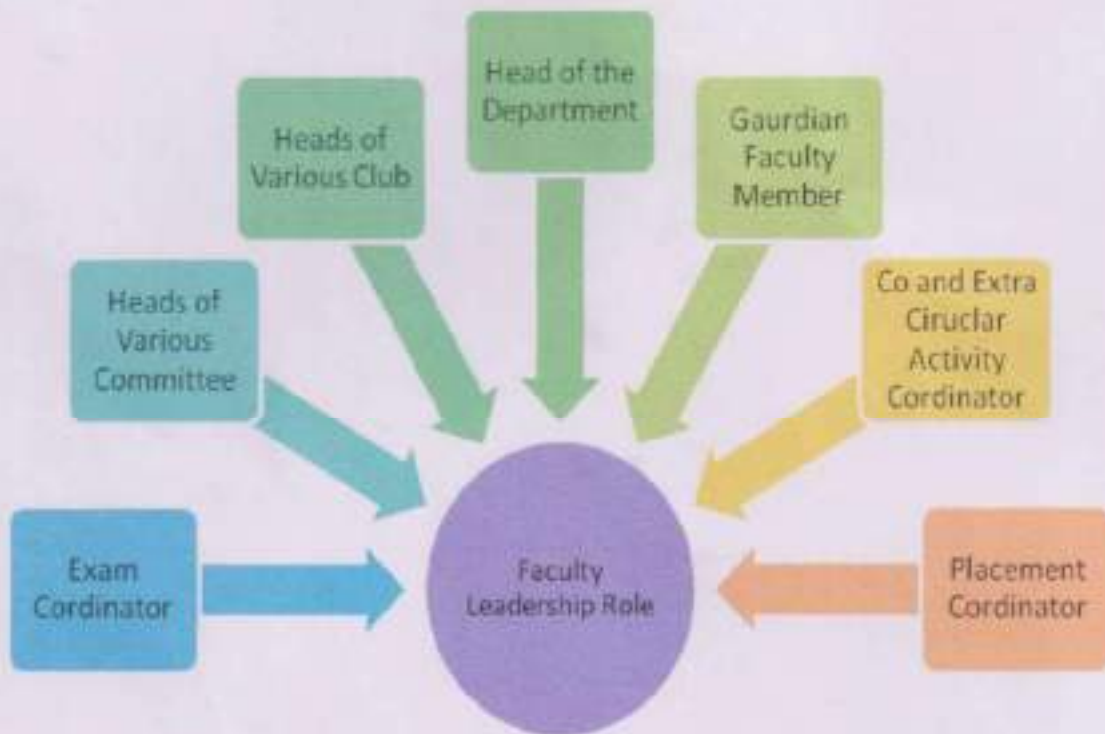 Head of the
Department
Heads of
Various Club
Gaurdian
Faculty
Member
Heads of
Various
Committee
Co and Extra
Ciruclar
Activity
Cordinator
Exam
Cordinator
Faculty
Leadership Role
Placement
Cordinator